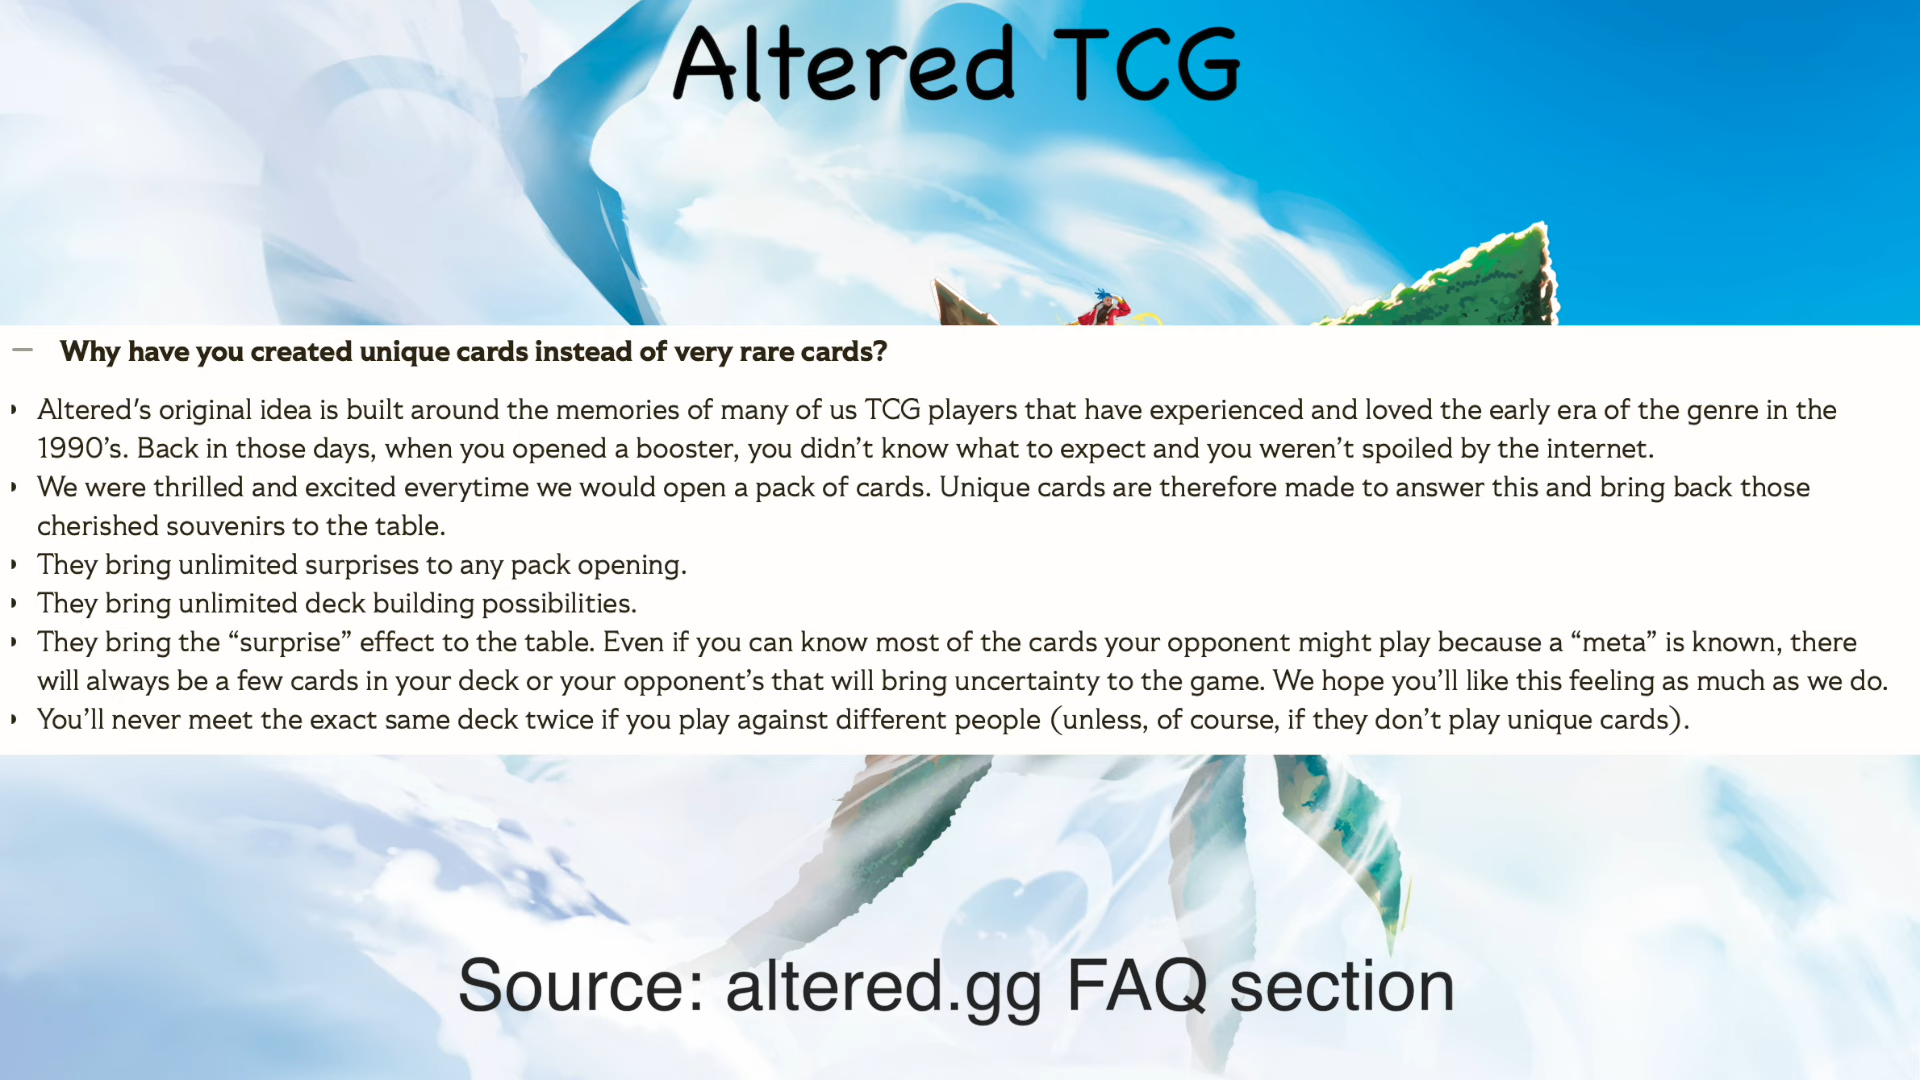 Altered TCG
— Why have you created unique cards instead of very rare cards?
Altered's original idea is built around the memories of many of us TCG players that have experienced and loved the early era of the genre in the
1990’s. Back in those days, when you opened a booster, you didn’t know what to expect and you weren’t spoiled by the internet.
We were thrilled and excited everytime we would open a pack of cards. Unique cards are therefore made to answer this and bring back those
cherished souvenirs to the table.
They bring unlimited surprises to any pack opening.
They bring unlimited deck building possibilities.
They bring the “surprise” effect to the table. Even if you can know most of the cards your opponent might play because a “meta” is known, there
will always be a few cards in your deck or your opponent’s that will bring uncertainty to the game. We hope you’ll like this feeling as much as we do.
You’ll never meet the exact same deck twice if you play against different people (unless, of course, if they don’t play unique cards).
Source: altered.gg FAQ section